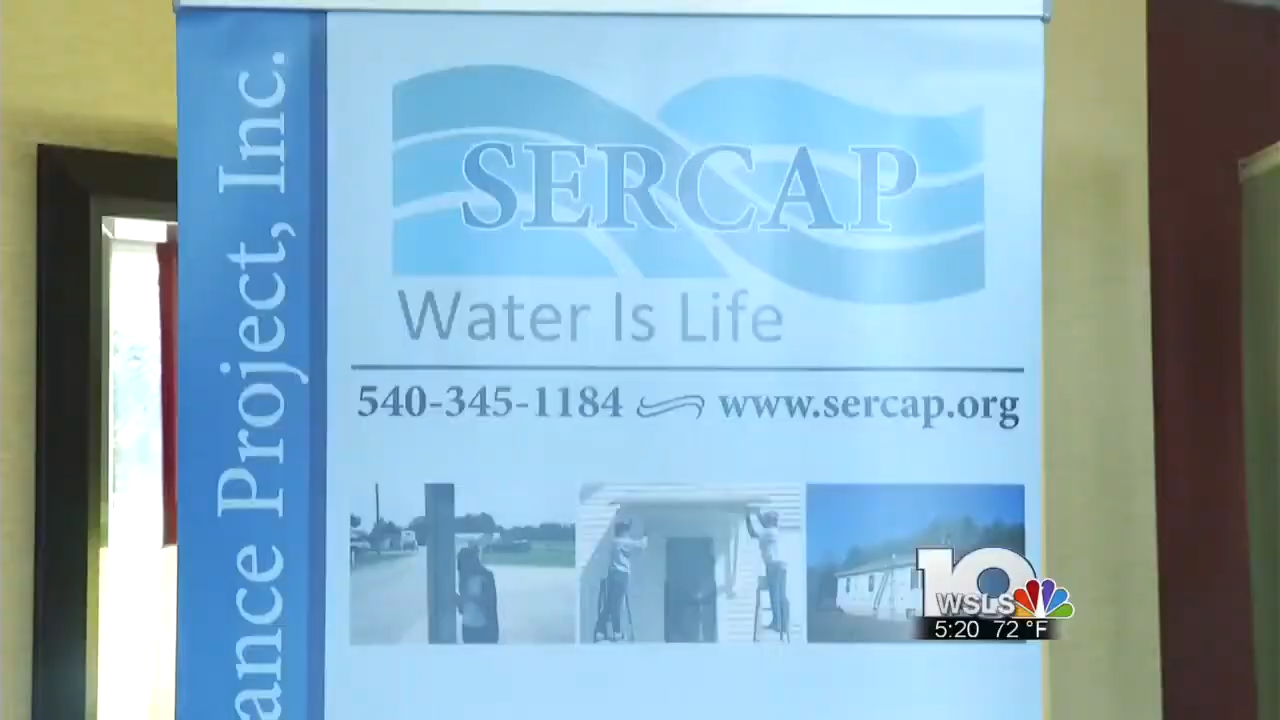 ance Project, Inc.
SERCAP
Water Is Life
540-345-1184 www.sercap.org
10
WSLS
5:20 72 °F